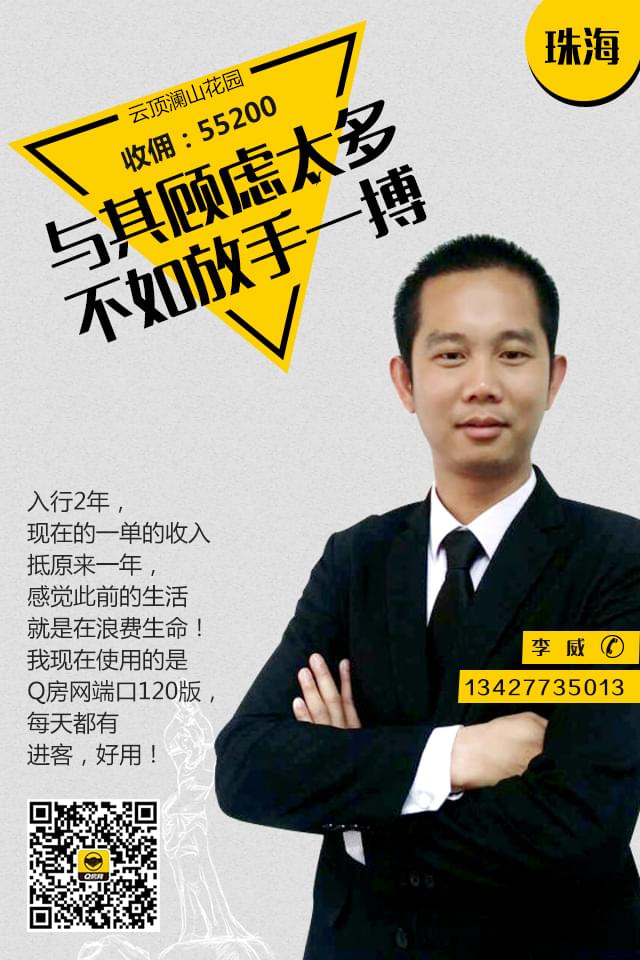 珠海
云顶澜山花园
收佣：55200
与其顾虑太多
不如放手一搏
入行2年，
现在的一单的收入
抵原来一年，
感觉此前的生活
就是在浪费生命！
我现在使用的是
Q房网端口120版，
每天都有
进客，好用！
李 威
13427735013
Q房网